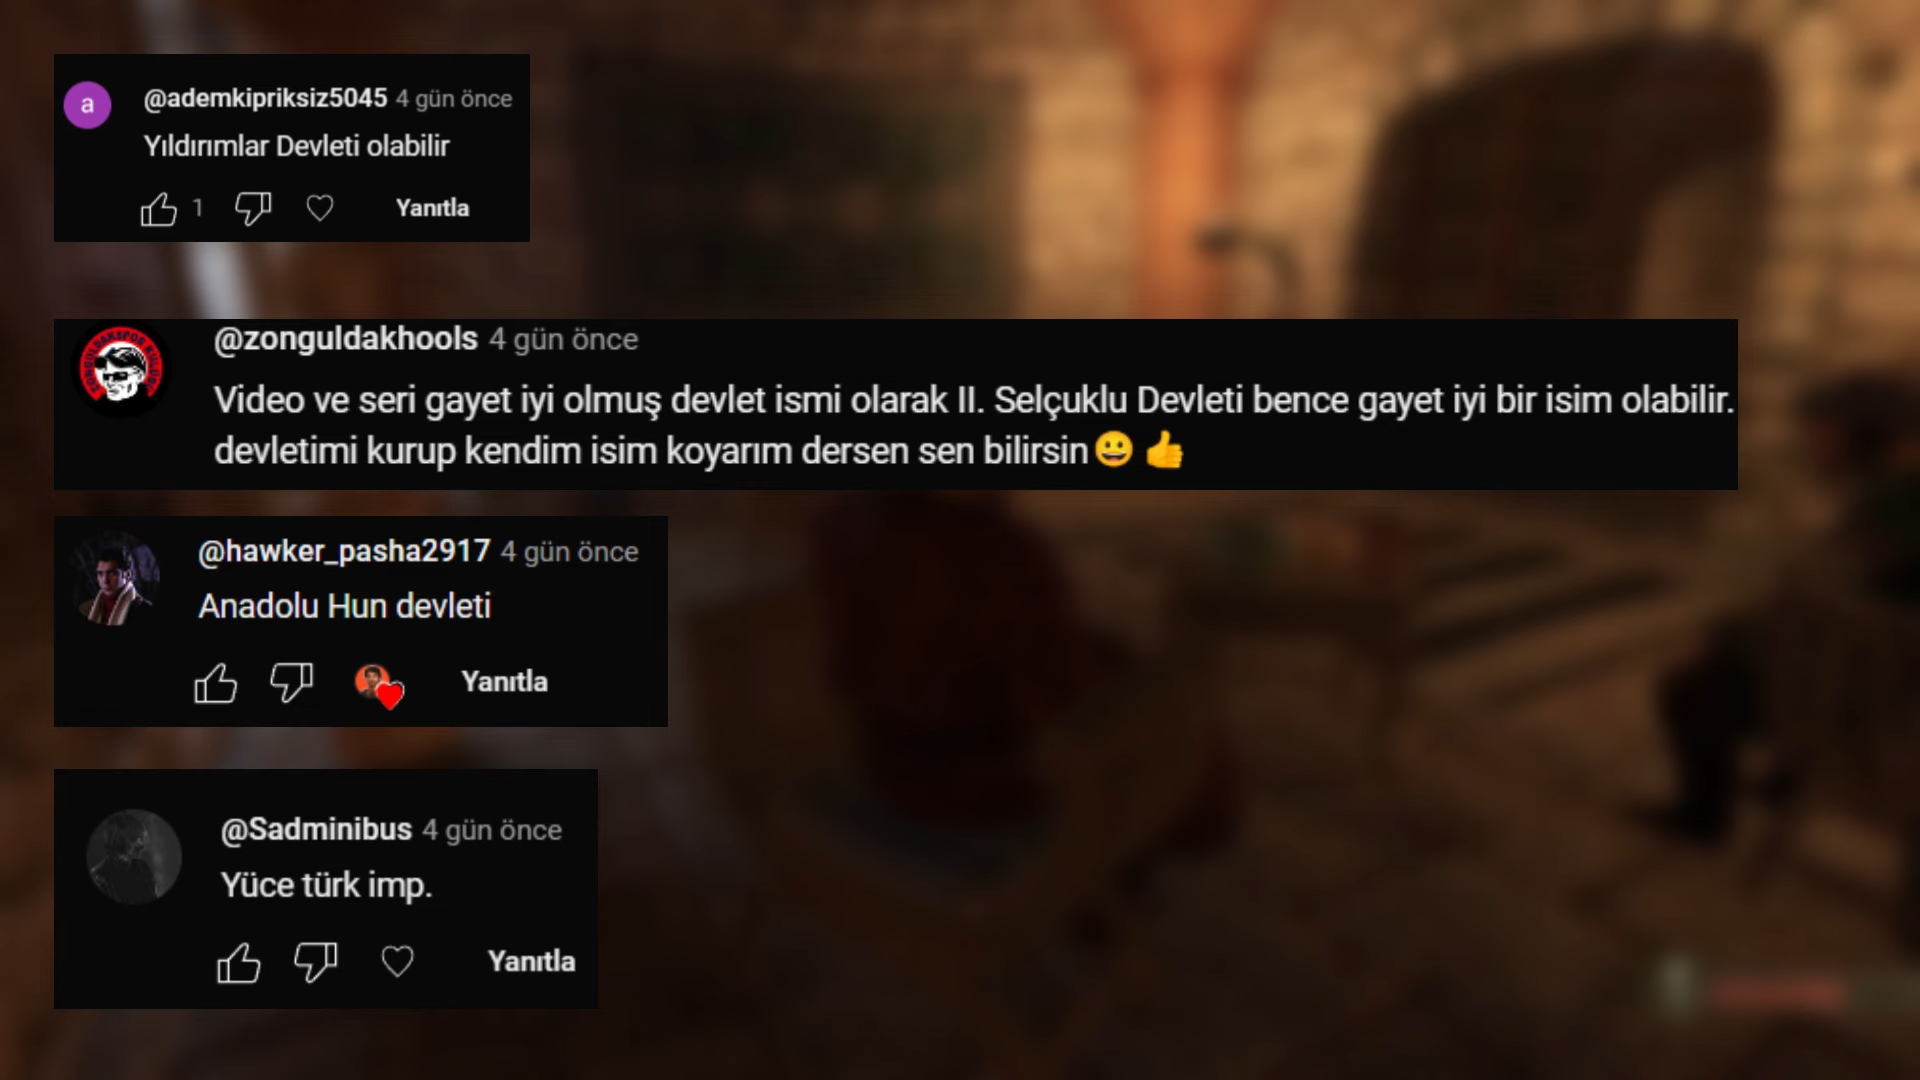 a
@ademkipriksiz5045 4 gün önce
Yıldırımlar Devleti olabilir
1 Yanıtla
@zonguldakhools 4 gün önce
Video ve seri gayet iyi olmuş devlet ismi olarak II. Selçuklu Devleti bence gayet iyi bir isim olabilir.
devletimi kurup kendim isim koyarım dersen sen bilirsin😀 👍
@hawker_pasha2917 4 gün önce
Anadolu Hun devleti
Yanıtla
@Sadminibus 4 gün önce
Yüce türk imp.
Yanıtla